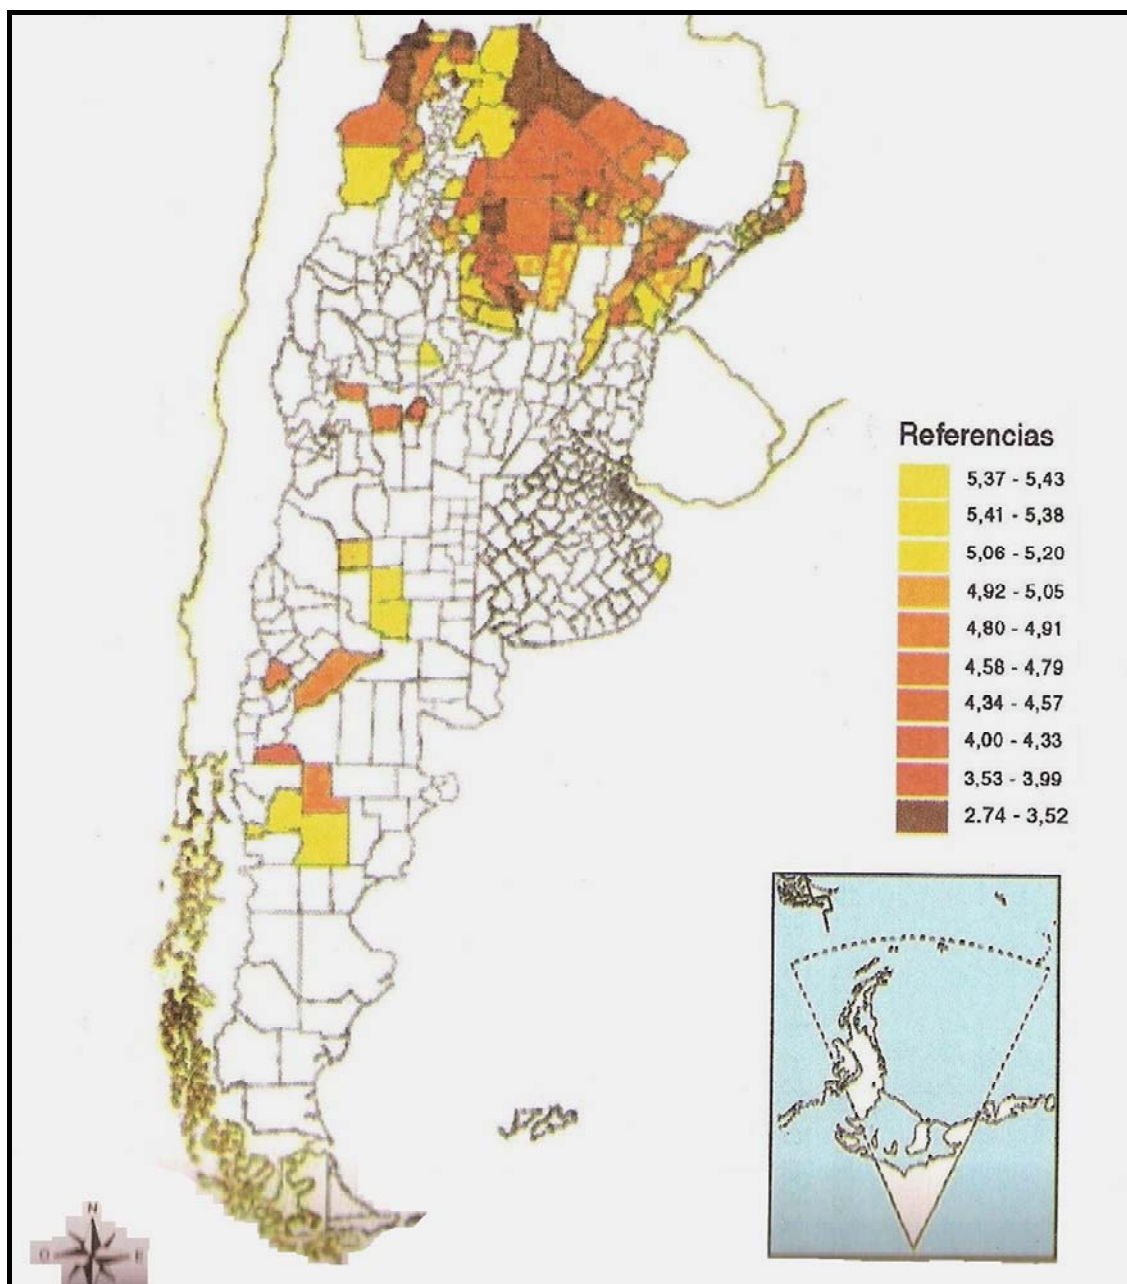 Referencias
5,37 - 5,43
5,41 - 5,38
5,06 - 5,20
4,92 - 5,05
4,80 - 4,91
4,58 - 4,79
4,34 - 4,57
4,00 - 4,33
3,53 - 3,99
2.74 - 3,52
N
O E